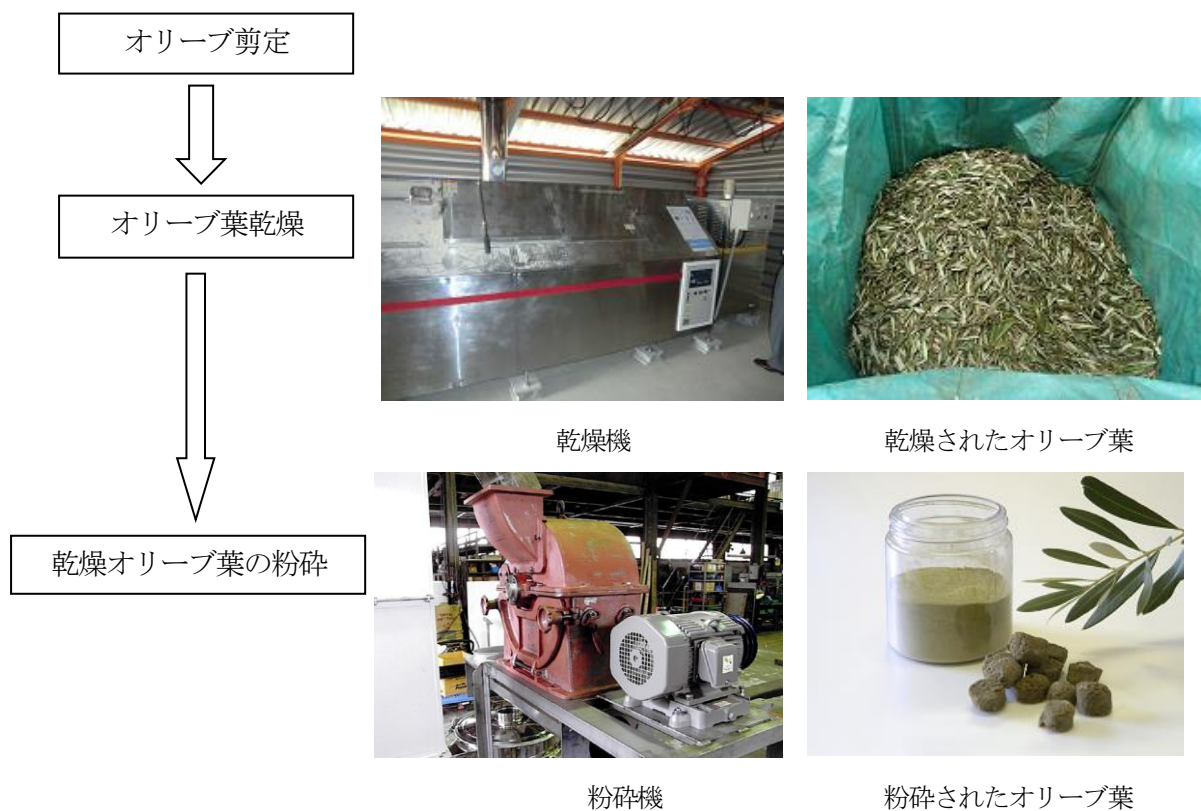 オリーブ剪定
オリーブ葉乾燥
乾燥機
乾燥されたオリーブ葉
乾燥オリーブ葉の粉砕
粉砕機
粉砕されたオリーブ葉